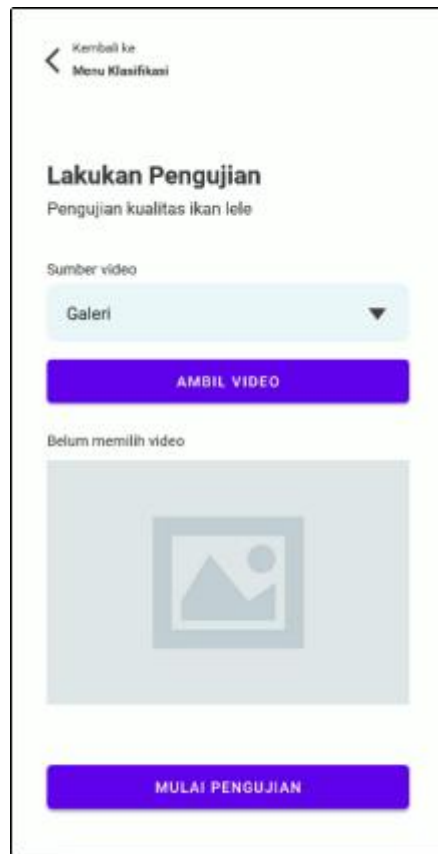 Kembali ke
Menu Klasifikasi
Lakukan Pengujian
Pengujian kualitas ikan lele
Sumber video
Galeri
AMBIL VIDEO
Belum memilih video
MULAI PENGUJIAN